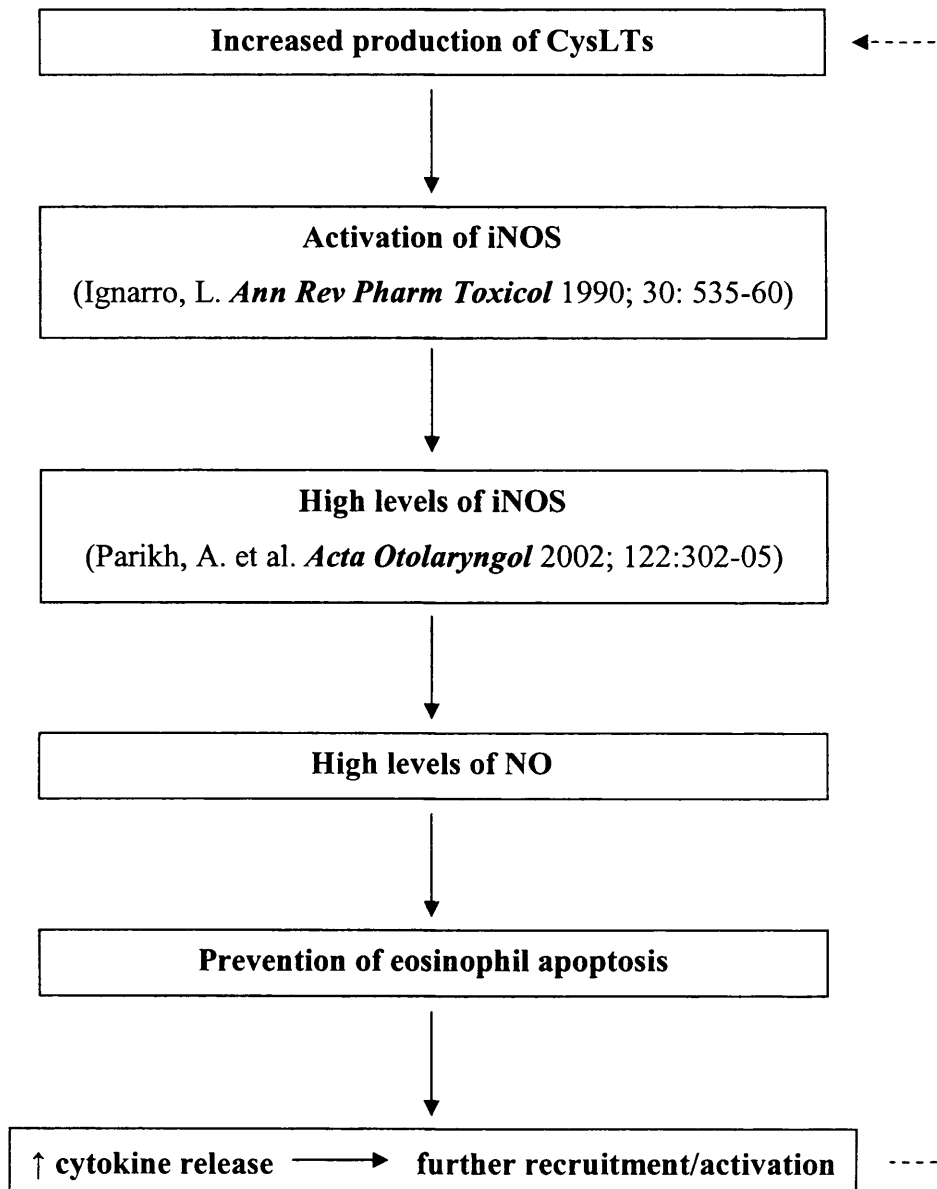 Increased production of CysLTs
Activation of iNOS
(Ignarro, L. Ann Rev Pharm Toxicol 1990; 30: 535-60)
High levels of iNOS
(Parikh, A. et al. Acta Otolaryngol 2002; 122:302-05)
High levels of NO
Prevention of eosinophil apoptosis
↑ cytokine release ⟶ further recruitment/activation